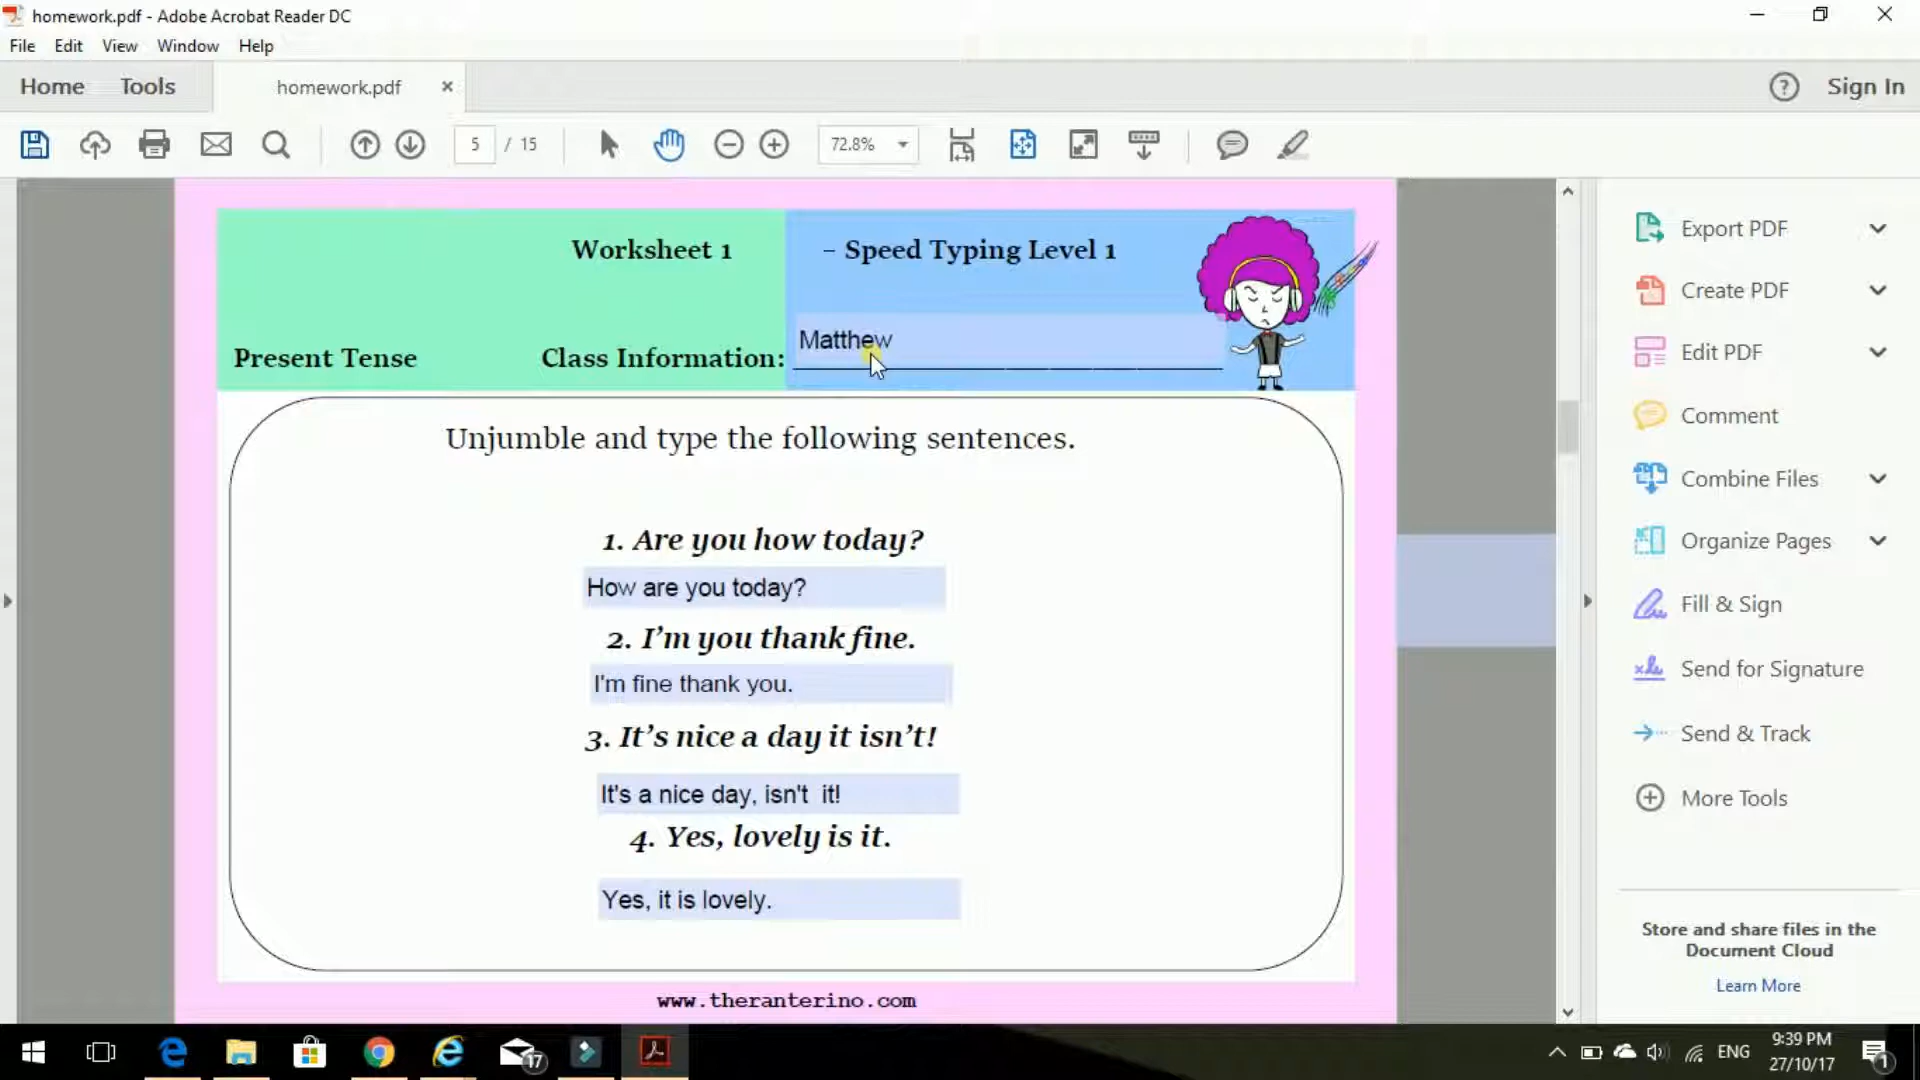 homework.pdf - Adobe Acrobat Reader DC
File Edit View Window Help
Home Tools homework.pdf × ? Sign In
5 / 15 72.8%
Worksheet 1 – Speed Typing Level 1
Matthew
Present Tense Class Information:
Unjumble and type the following sentences.
1. Are you how today?
How are you today?
2. I’m you thank fine.
I'm fine thank you.
3. It’s nice a day it isn’t!
It's a nice day, isn't  it!
4. Yes, lovely is it.
Yes, it is lovely.
www.theranterino.com
Export PDF
Create PDF
Edit PDF
Comment
Combine Files
Organize Pages
Fill & Sign
Send for Signature
Send & Track
More Tools
Store and share files in the
Document Cloud
Learn More
17
ENG
9:39 PM
27/10/17
1